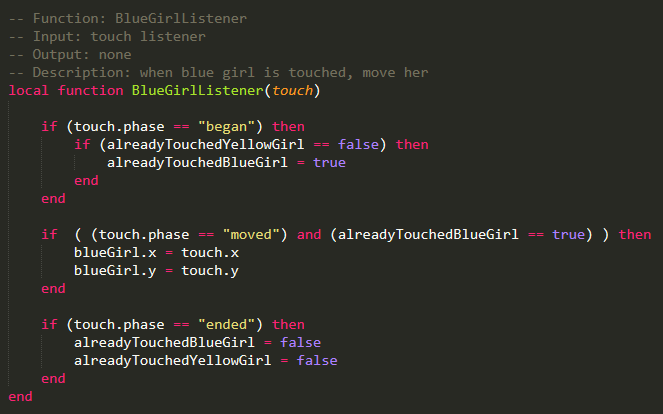 -- Function: BlueGirlListener
-- Input: touch listener
-- Output: none
-- Description: when blue girl is touched, move her
local function BlueGirlListener(touch)
    if (touch.phase == "began") then
        if (alreadyTouchedYellowGirl == false) then
            alreadyTouchedBlueGirl = true
        end
    end
    if  ( (touch.phase == "moved") and (alreadyTouchedBlueGirl == true) ) then
        blueGirl.x = touch.x
        blueGirl.y = touch.y
    end
    if (touch.phase == "ended") then
        alreadyTouchedBlueGirl = false
        alreadyTouchedYellowGirl = false
    end
end